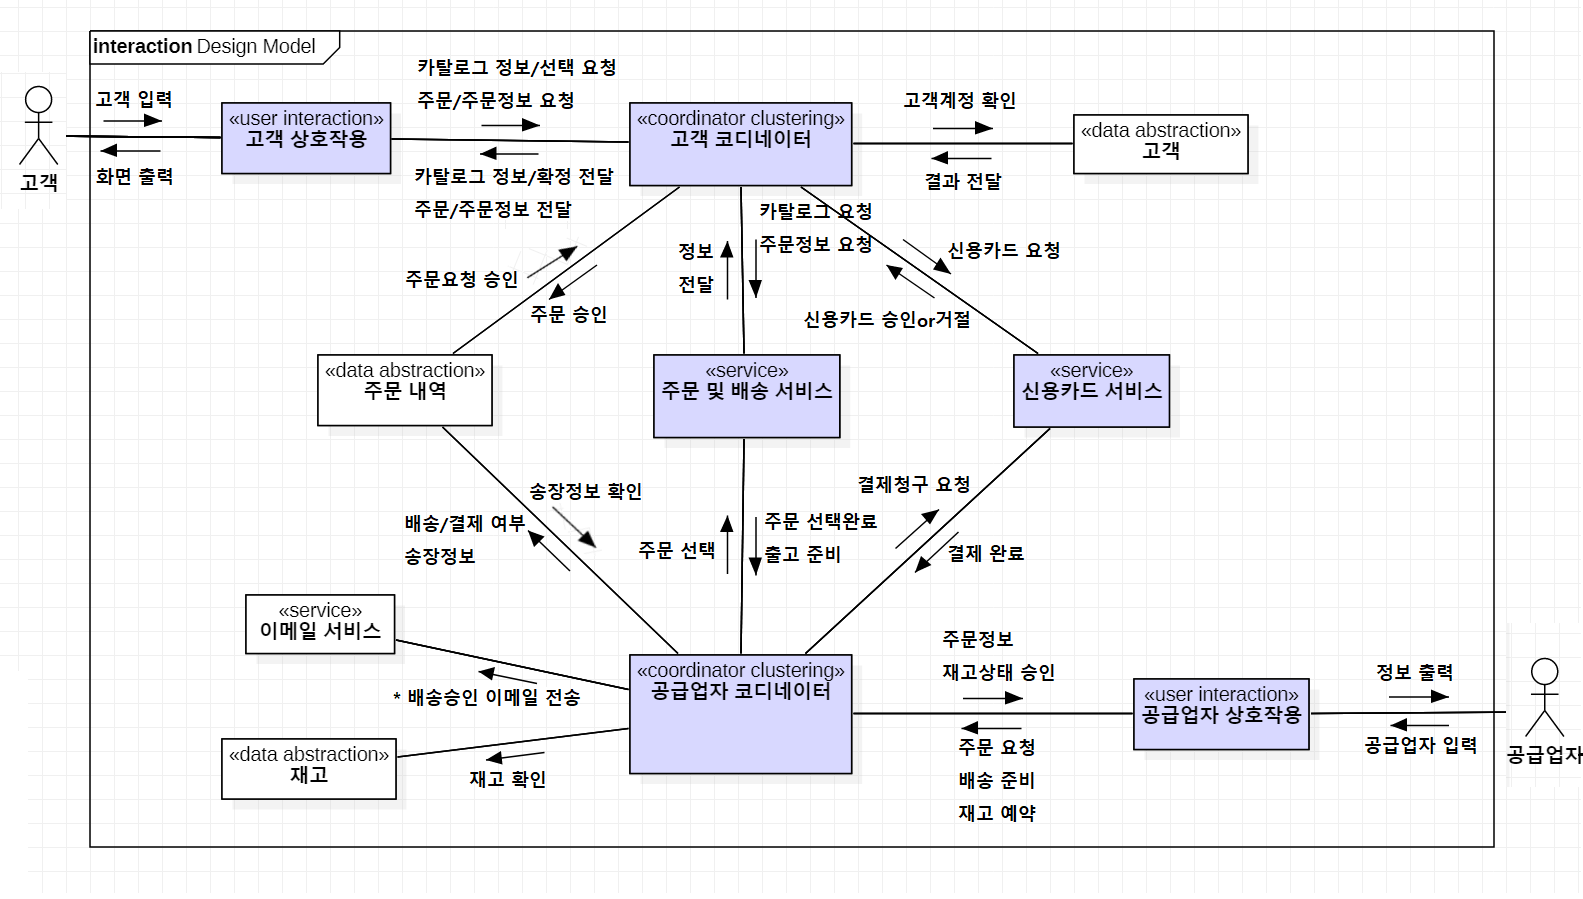 interaction Design Model
고객
고객 입력
화면 출력
«user interaction»
고객 상호작용
카탈로그 정보/선택 요청
주문/주문정보 요청
카탈로그 정보/확정 전달
주문/주문정보 전달
«coordinator clustering»
고객 코디네이터
고객계정 확인
결과 전달
«data abstraction»
고객
주문요청 승인
주문 승인
정보
전달
카탈로그 요청
주문정보 요청
신용카드 요청
신용카드 승인or거절
«data abstraction»
주문 내역
«service»
주문 및 배송 서비스
«service»
신용카드 서비스
송장정보 확인
배송/결제 여부
송장정보
주문 선택
주문 선택완료
출고 준비
결제청구 요청
결제 완료
«service»
이메일 서비스
* 배송승인 이메일 전송
«data abstraction»
재고
재고 확인
«coordinator clustering»
공급업자 코디네이터
주문정보
재고상태 승인
주문 요청
배송 준비
재고 예약
«user interaction»
공급업자 상호작용
정보 출력
공급업자 입력
공급업자